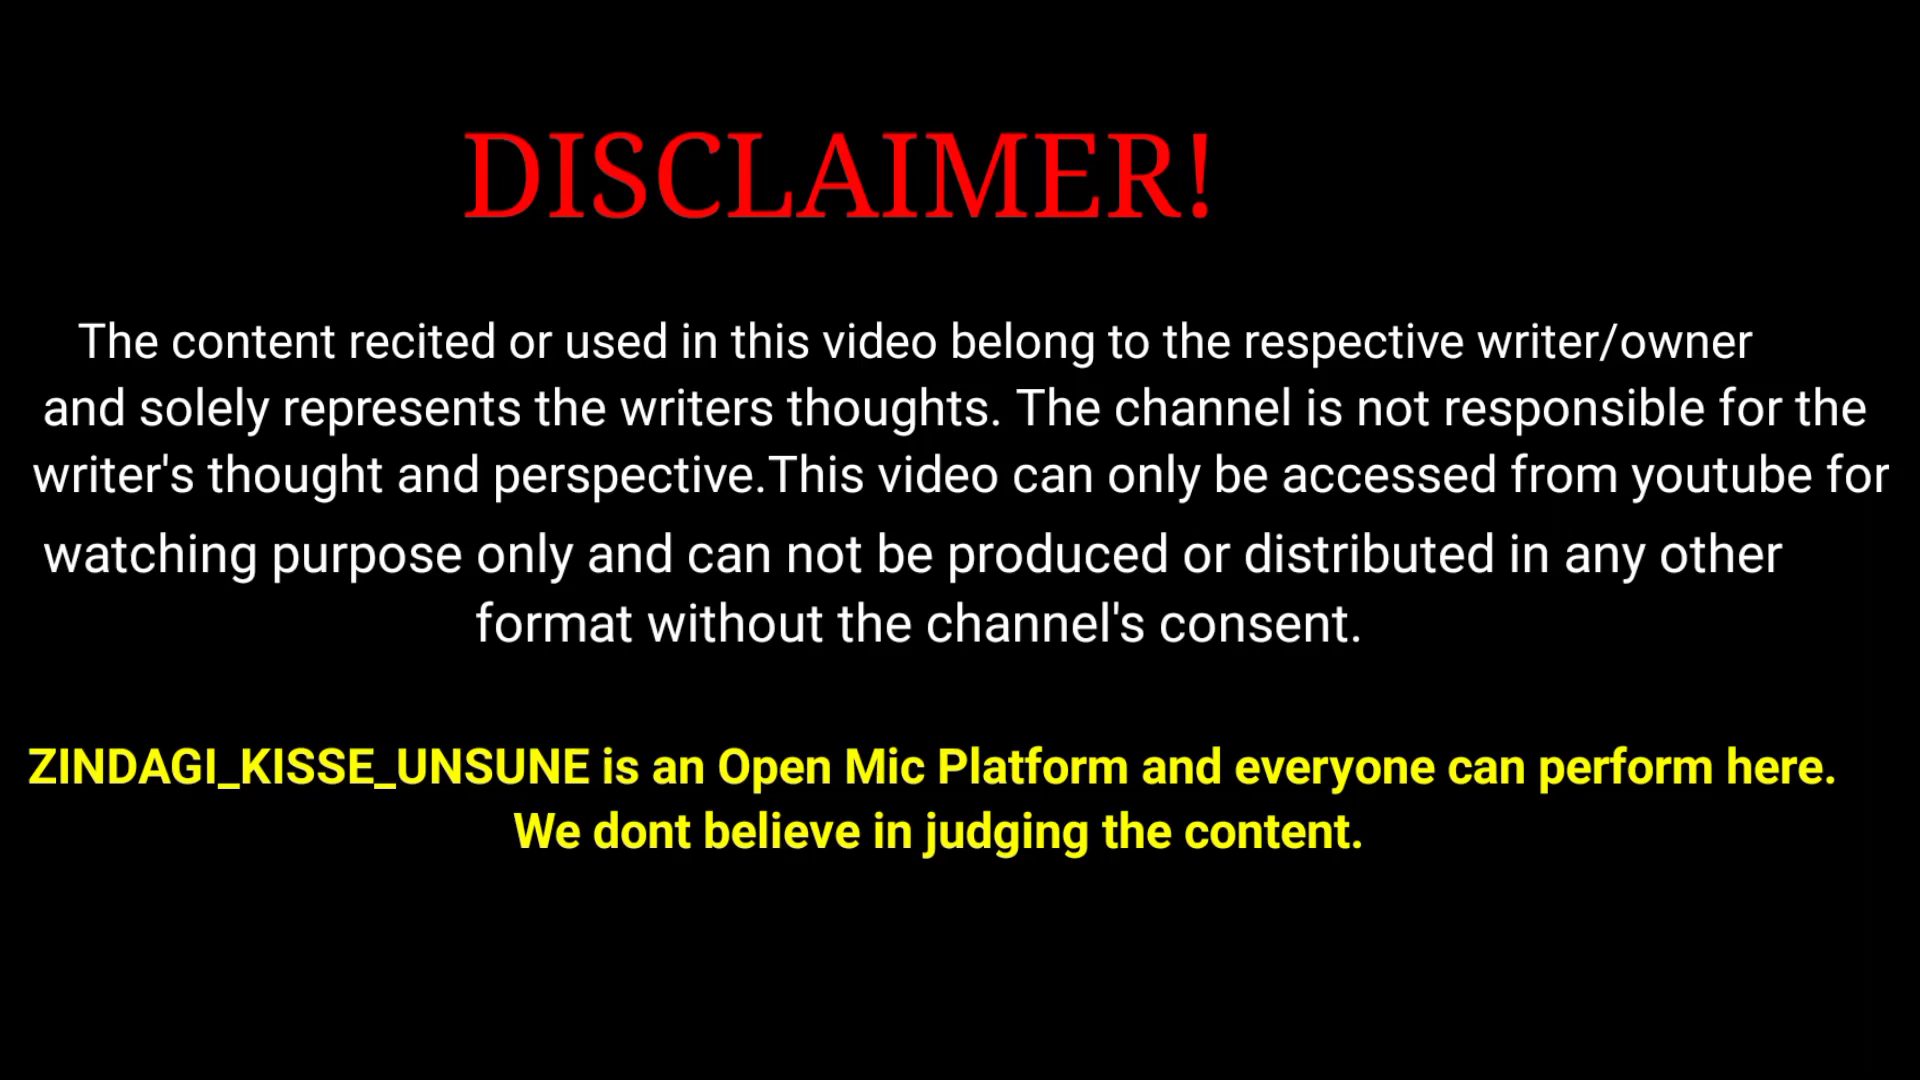 DISCLAIMER!
The content recited or used in this video belong to the respective writer/owner
and solely represents the writers thoughts. The channel is not responsible for the
writer's thought and perspective.This video can only be accessed from youtube for
watching purpose only and can not be produced or distributed in any other
format without the channel's consent.
ZINDAGI_KISSE_UNSUNE is an Open Mic Platform and everyone can perform here.
We dont believe in judging the content.